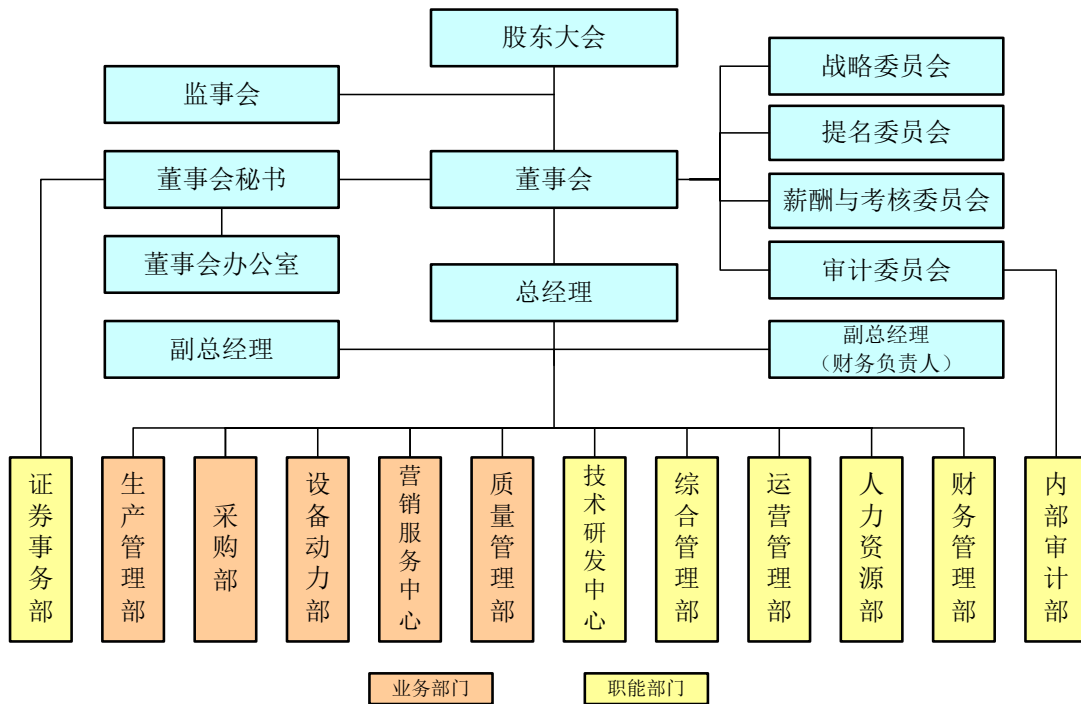 股东大会
监事会
战略委员会
提名委员会
董事会秘书
董事会
薪酬与考核委员会
董事会办公室
总经理
审计委员会
副总经理
副总经理
（财务负责人）
证券事务部
生产管理部
采购部
设备动力部
营销服务中心
质量管理部
技术研发中心
综合管理部
运营管理部
人力资源部
财务管理部
内部审计部
业务部门
职能部门